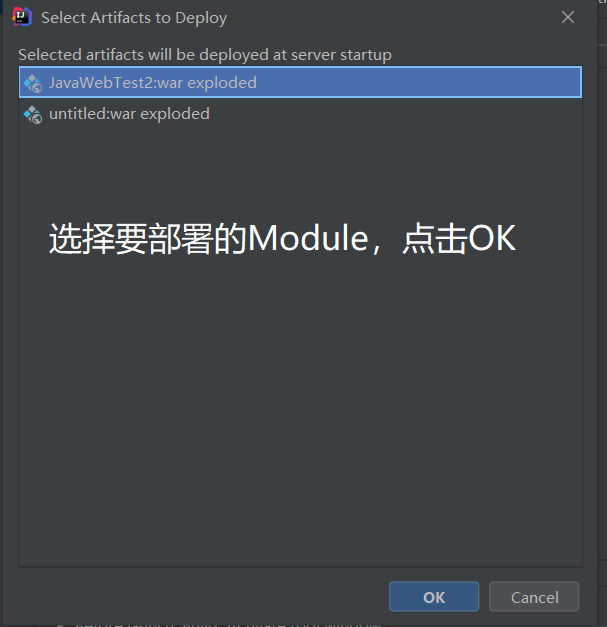 Select Artifacts to Deploy
Selected artifacts will be deployed at server startup
JavaWebTest2:war exploded
untitled:war exploded
选择要部署的Module，点击OK
OK
Cancel